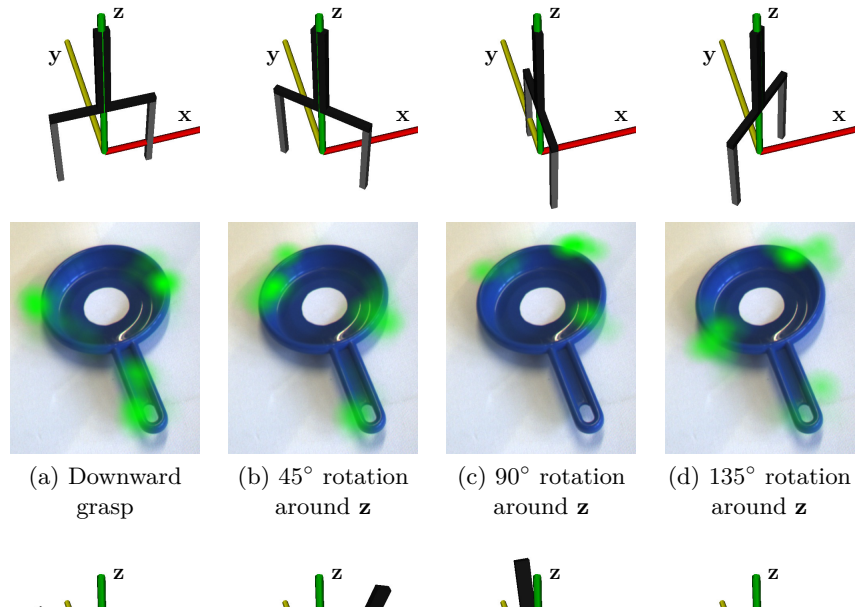 z z z z
y y y y
x x x x
(a) Downward grasp
(b) 45° rotation around z
(c) 90° rotation around z
(d) 135° rotation around z
z z z z